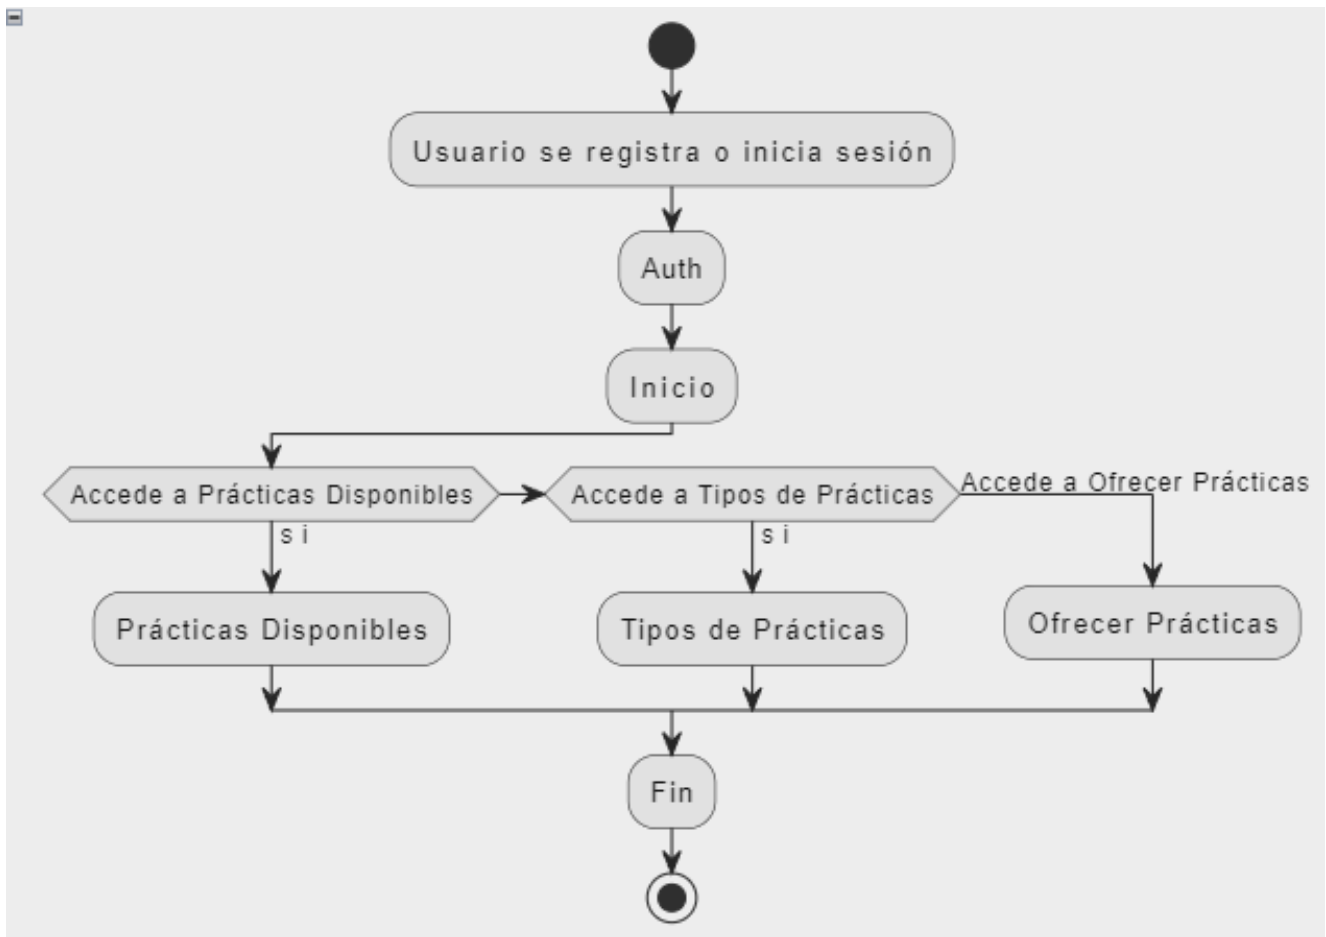 Usuario se registra o inicia sesión
Auth
Inicio
Accede a Prácticas Disponibles
Accede a Tipos de Prácticas
Accede a Ofrecer Prácticas
si
si
Prácticas Disponibles
Tipos de Prácticas
Ofrecer Prácticas
Fin